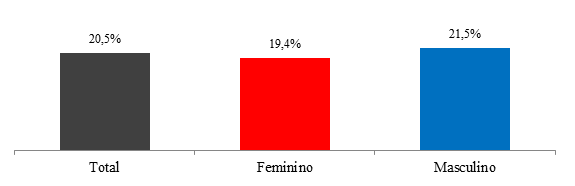 20,5%
19,4%
21,5%
Total
Feminino
Masculino